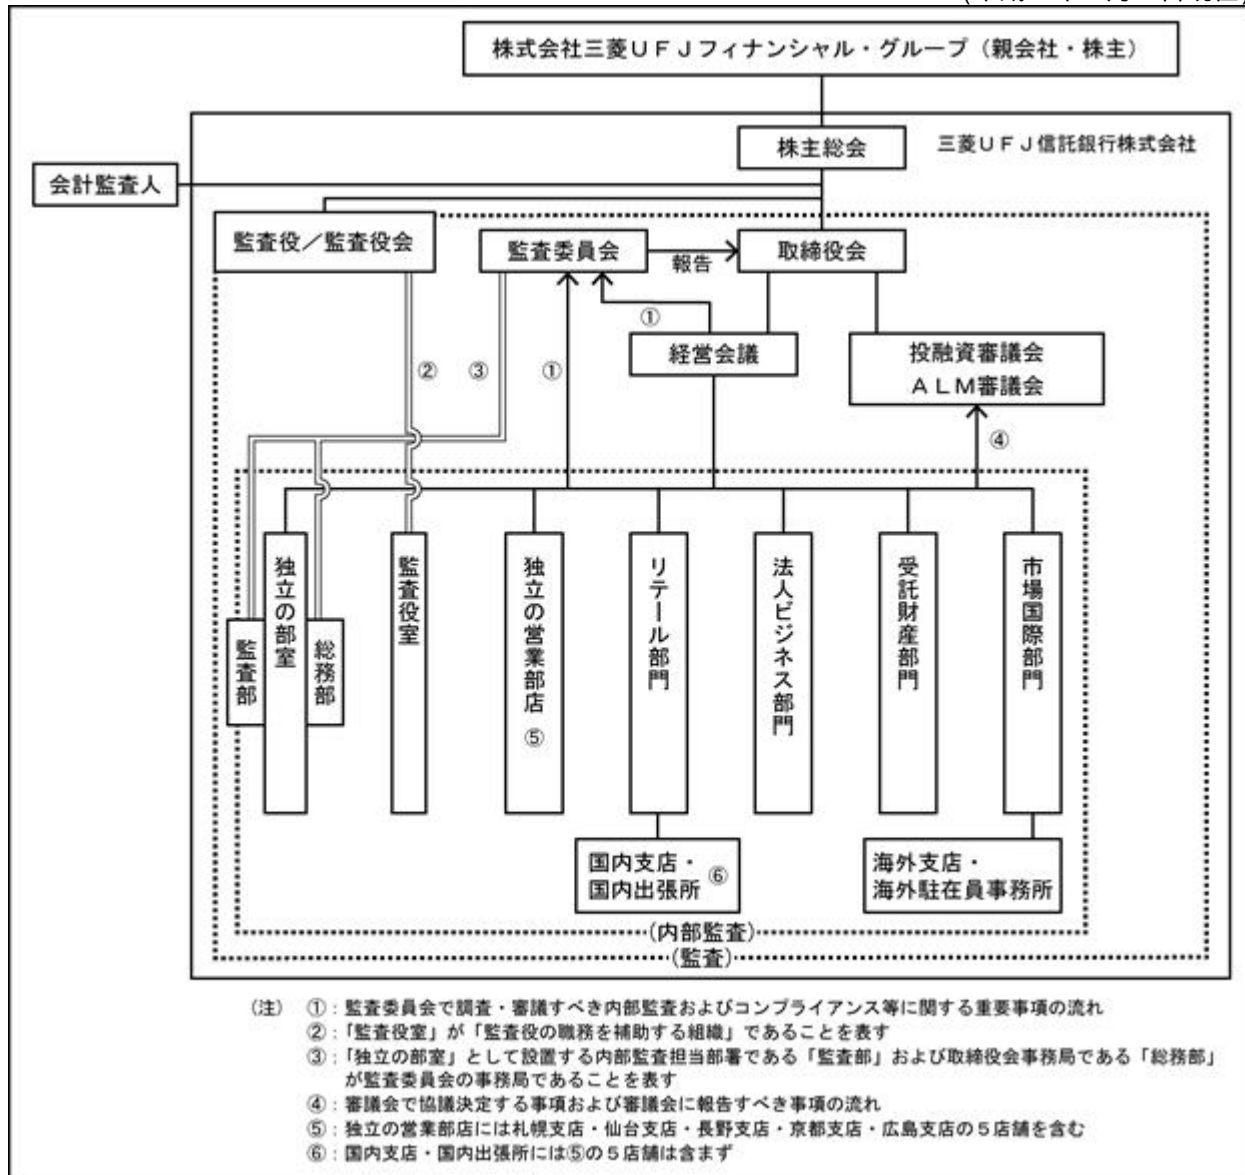 株式会社三菱UFJフィナンシャル・グループ（親会社・株主）
株主総会
三菱UFJ信託銀行株式会社
会計監査人
監査役／監査役会
監査委員会
報告
取締役会
①
経営会議
投融資審議会
ALM審議会
②
③
①
④
独立の部室
監査部
総務部
監査役室
独立の営業部店⑤
リテール部門
法人ビジネス部門
受託財産部門
市場国際部門
国内支店・
国内出張所
⑥
海外支店・
海外駐在員事務所
(内部監査)
(監査)
（注） ①：監査委員会で調査・審議すべき内部監査およびコンプライアンス等に関する重要事項の流れ
②：「監査役室」が「監査役の職務を補助する組織」であることを表す
③：「独立の部室」として設置する内部監査担当部署である「監査部」および取締役会事務局である「総務部」
が監査委員会の事務局であることを表す
④：審議会で協議決定する事項および審議会に報告すべき事項の流れ
⑤：独立の営業部店には札幌支店・仙台支店・長野支店・京都支店・広島支店の5店舗を含む
⑥：国内支店・国内出張所には⑤の5店舗は含まず